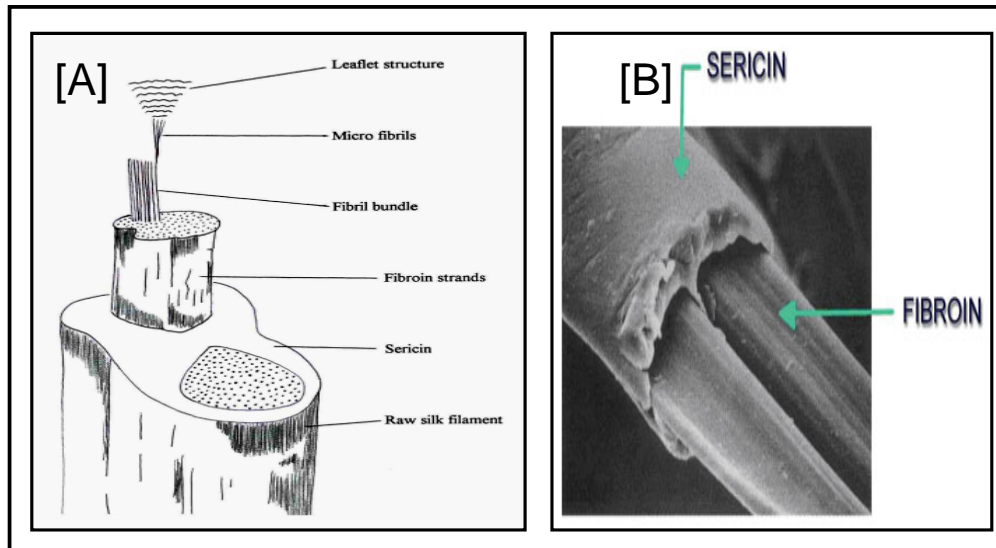 [A]
Leaflet structure
Micro fibrils
Fibril bundle
Fibroin strands
Sericin
Raw silk filament
[B]
SERICIN
FIBROIN